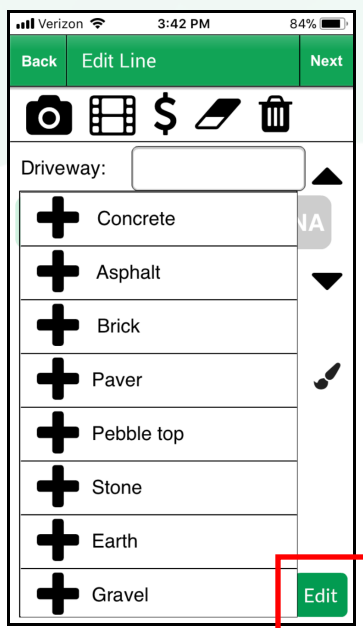 Verizon 3:42 PM 84%
Back Edit Line Next
$
Driveway:
Concrete
NA
Asphalt
Brick
Paver
Pebble top
Stone
Earth
Gravel
Edit